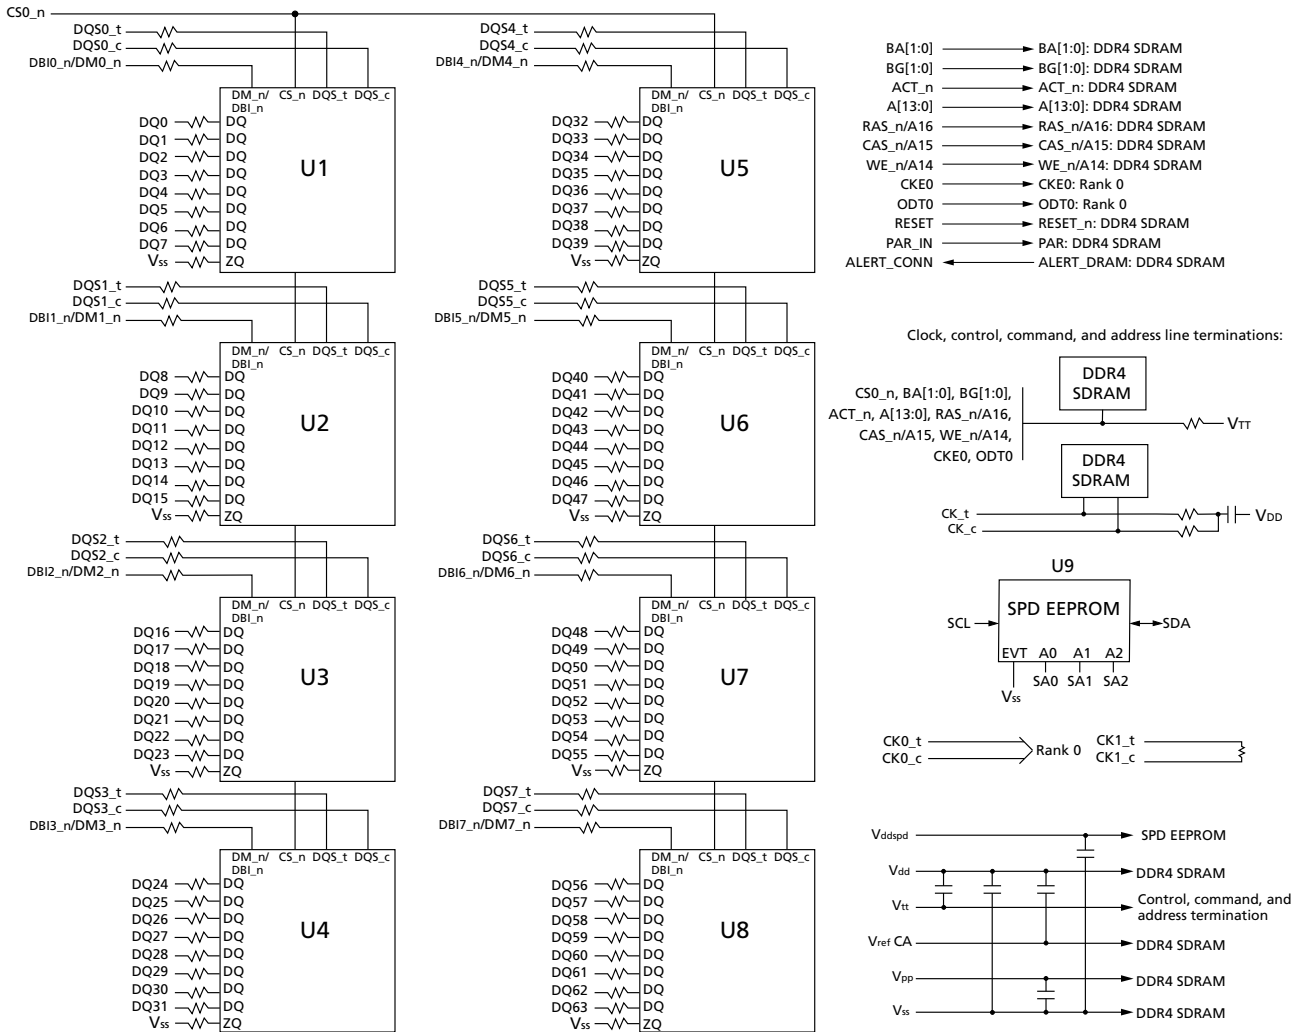 CS0_n
DQS0_t
DQS0_c
DBI0_n/DM0_n
DM_n/ CS_n DQS_t DQS_c
DBI_n
DQ0 DQ
DQ1 DQ
DQ2 DQ
DQ3 DQ
DQ4 DQ
DQ5 DQ
DQ6 DQ
DQ7 DQ
Vss ZQ
U1
DQS1_t
DQS1_c
DBI1_n/DM1_n
DM_n/ CS_n DQS_t DQS_c
DBI_n
DQ8 DQ
DQ9 DQ
DQ10 DQ
DQ11 DQ
DQ12 DQ
DQ13 DQ
DQ14 DQ
DQ15 DQ
Vss ZQ
U2
DQS2_t
DQS2_c
DBI2_n/DM2_n
DM_n/ CS_n DQS_t DQS_c
DBI_n
DQ16 DQ
DQ17 DQ
DQ18 DQ
DQ19 DQ
DQ20 DQ
DQ21 DQ
DQ22 DQ
DQ23 DQ
Vss ZQ
U3
DQS3_t
DQS3_c
DBI3_n/DM3_n
DM_n/ CS_n DQS_t DQS_c
DBI_n
DQ24 DQ
DQ25 DQ
DQ26 DQ
DQ27 DQ
DQ28 DQ
DQ29 DQ
DQ30 DQ
DQ31 DQ
Vss ZQ
U4
DQS4_t
DQS4_c
DBI4_n/DM4_n
DM_n/ CS_n DQS_t DQS_c
DBI_n
DQ32 DQ
DQ33 DQ
DQ34 DQ
DQ35 DQ
DQ36 DQ
DQ37 DQ
DQ38 DQ
DQ39 DQ
Vss ZQ
U5
DQS5_t
DQS5_c
DBI5_n/DM5_n
DM_n/ CS_n DQS_t DQS_c
DBI_n
DQ40 DQ
DQ41 DQ
DQ42 DQ
DQ43 DQ
DQ44 DQ
DQ45 DQ
DQ46 DQ
DQ47 DQ
Vss ZQ
U6
DQS6_t
DQS6_c
DBI6_n/DM6_n
DM_n/ CS_n DQS_t DQS_c
DBI_n
DQ48 DQ
DQ49 DQ
DQ50 DQ
DQ51 DQ
DQ52 DQ
DQ53 DQ
DQ54 DQ
DQ55 DQ
Vss ZQ
U7
DQS7_t
DQS7_c
DBI7_n/DM7_n
DM_n/ CS_n DQS_t DQS_c
DBI_n
DQ56 DQ
DQ57 DQ
DQ58 DQ
DQ59 DQ
DQ60 DQ
DQ61 DQ
DQ62 DQ
DQ63 DQ
Vss ZQ
U8
BA[1:0] BA[1:0]: DDR4 SDRAM
BG[1:0] BG[1:0]: DDR4 SDRAM
ACT_n ACT_n: DDR4 SDRAM
A[13:0] A[13:0]: DDR4 SDRAM
RAS_n/A16 RAS_n/A16: DDR4 SDRAM
CAS_n/A15 CAS_n/A15: DDR4 SDRAM
WE_n/A14 WE_n/A14: DDR4 SDRAM
CKE0 CKE0: Rank 0
ODT0 ODT0: Rank 0
RESET RESET_n: DDR4 SDRAM
PAR_IN PAR: DDR4 SDRAM
ALERT_CONN ALERT_DRAM: DDR4 SDRAM
Clock, control, command, and address line terminations:
DDR4
SDRAM
CS0_n, BA[1:0], BG[1:0],
ACT_n, A[13:0], RAS_n/A16,
CAS_n/A15, WE_n/A14,
CKE0, ODT0
VTT
DDR4
SDRAM
CK_t
CK_c
VDD
U9
SPD EEPROM
SCL SDA
EVT A0 A1 A2
SA0 SA1 SA2
Vss
CK0_t
CK0_c
Rank 0
CK1_t
CK1_c
Vddspd SPD EEPROM
Vdd DDR4 SDRAM
Vtt Control, command, and
address termination
Vref CA DDR4 SDRAM
Vpp DDR4 SDRAM
Vss DDR4 SDRAM